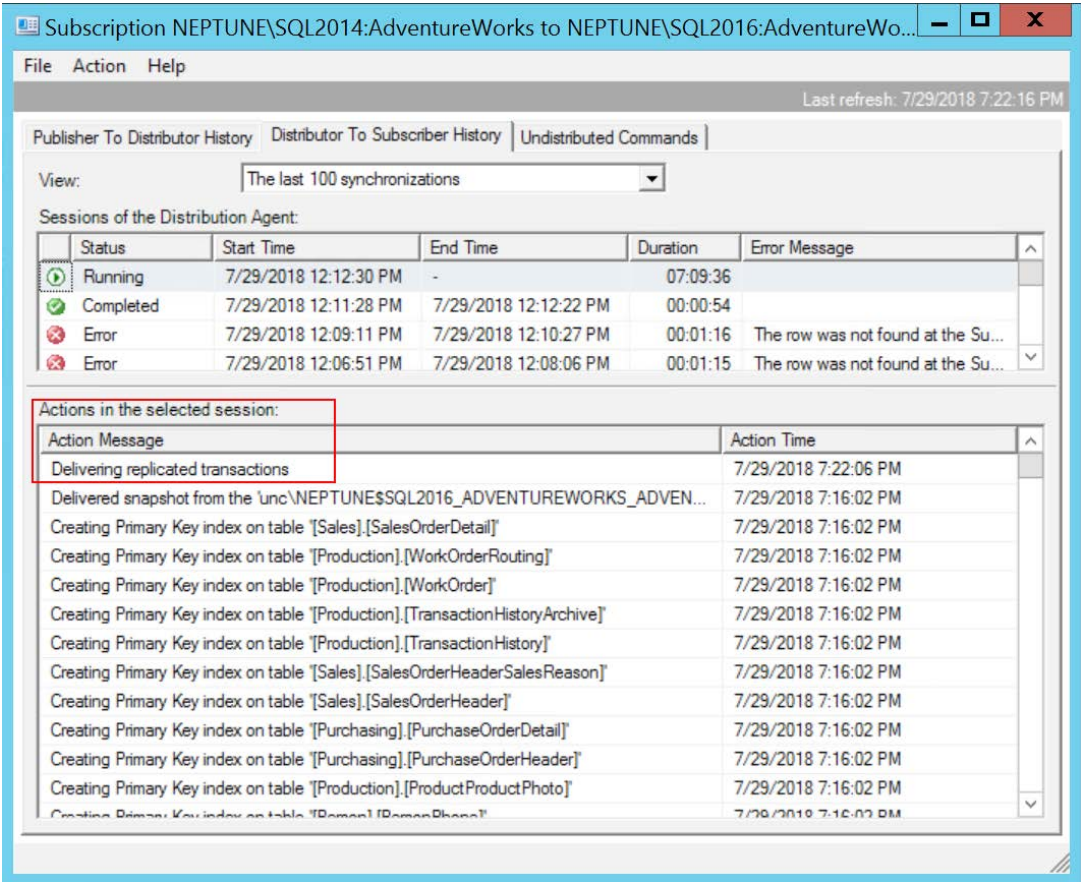 Subscription NEPTUNE\SQL2014:AdventureWorks to NEPTUNE\SQL2016:AdventureWo...
File Action Help
Last refresh: 7/29/2018 7:22:16 PM
Publisher To Distributor History Distributor To Subscriber History Undistributed Commands
View: The last 100 synchronizations
Sessions of the Distribution Agent:
Status Start Time End Time Duration Error Message
Running 7/29/2018 12:12:30 PM - 07:09:36
Completed 7/29/2018 12:11:28 PM 7/29/2018 12:12:22 PM 00:00:54
Error 7/29/2018 12:09:11 PM 7/29/2018 12:10:27 PM 00:01:16 The row was not found at the Su...
Error 7/29/2018 12:06:51 PM 7/29/2018 12:08:06 PM 00:01:15 The row was not found at the Su...
Actions in the selected session:
Action Message Action Time
Delivering replicated transactions 7/29/2018 7:22:06 PM
Delivered snapshot from the 'unc\NEPTUNE$SQL2016_ADVENTUREWORKS_ADVEN... 7/29/2018 7:16:02 PM
Creating Primary Key index on table '[Sales].[SalesOrderDetail]' 7/29/2018 7:16:02 PM
Creating Primary Key index on table '[Production].[WorkOrderRouting]' 7/29/2018 7:16:02 PM
Creating Primary Key index on table '[Production].[WorkOrder]' 7/29/2018 7:16:02 PM
Creating Primary Key index on table '[Production].[TransactionHistoryArchive]' 7/29/2018 7:16:02 PM
Creating Primary Key index on table '[Production].[TransactionHistory]' 7/29/2018 7:16:02 PM
Creating Primary Key index on table '[Sales].[SalesOrderHeaderSalesReason]' 7/29/2018 7:16:02 PM
Creating Primary Key index on table '[Sales].[SalesOrderHeader]' 7/29/2018 7:16:02 PM
Creating Primary Key index on table '[Purchasing].[PurchaseOrderDetail]' 7/29/2018 7:16:02 PM
Creating Primary Key index on table '[Purchasing].[PurchaseOrderHeader]' 7/29/2018 7:16:02 PM
Creating Primary Key index on table '[Production].[ProductProductPhoto]' 7/29/2018 7:16:02 PM
Creating Primary Key index on table '[Person].[PersonPhone]' 7/29/2018 7:16:02 PM